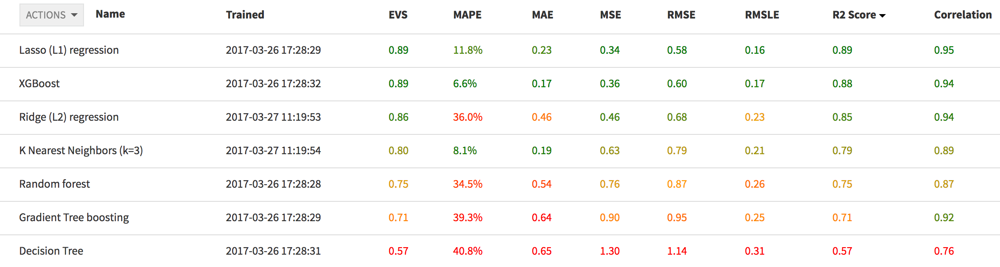 ACTIONS Name Trained EVS MAPE MAE MSE RMSE RMSLE R2 Score Correlation
Lasso (L1) regression 2017-03-26 17:28:29 0.89 11.8% 0.23 0.34 0.58 0.16 0.89 0.95
XGBoost 2017-03-26 17:28:32 0.89 6.6% 0.17 0.36 0.60 0.17 0.88 0.94
Ridge (L2) regression 2017-03-27 11:19:53 0.86 36.0% 0.46 0.46 0.68 0.23 0.85 0.94
K Nearest Neighbors (k=3) 2017-03-27 11:19:54 0.80 8.1% 0.19 0.63 0.79 0.21 0.79 0.89
Random forest 2017-03-26 17:28:28 0.75 34.5% 0.54 0.76 0.87 0.26 0.75 0.87
Gradient Tree boosting 2017-03-26 17:28:29 0.71 39.3% 0.64 0.90 0.95 0.25 0.71 0.92
Decision Tree 2017-03-26 17:28:31 0.57 40.8% 0.65 1.30 1.14 0.31 0.57 0.76